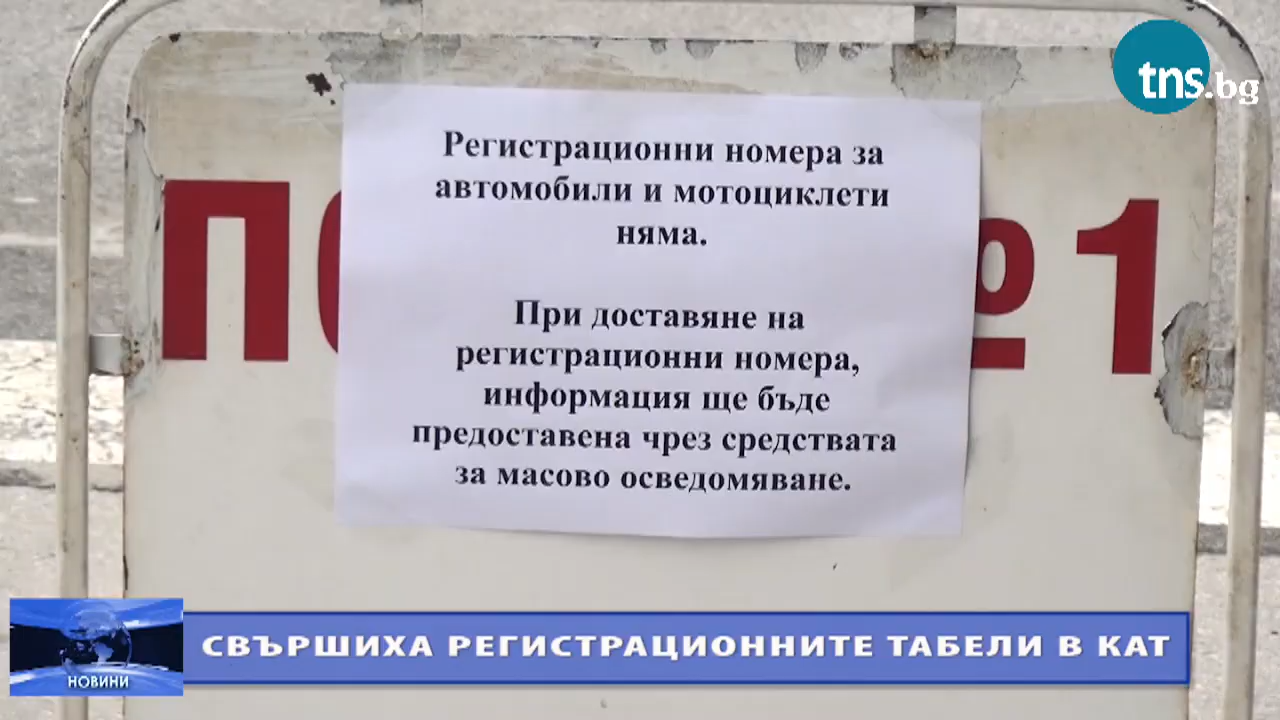 tns.bg
Регистрационни номера за
автомобили и мотоциклети
няма.
При доставяне на
регистрационни номера,
информация ще бъде
предоставена чрез средствата
за масово осведомяване.
№1
НОВИНИ
СВЪРШИХА РЕГИСТРАЦИОННИТЕ ТАБЕЛИ В КАТ